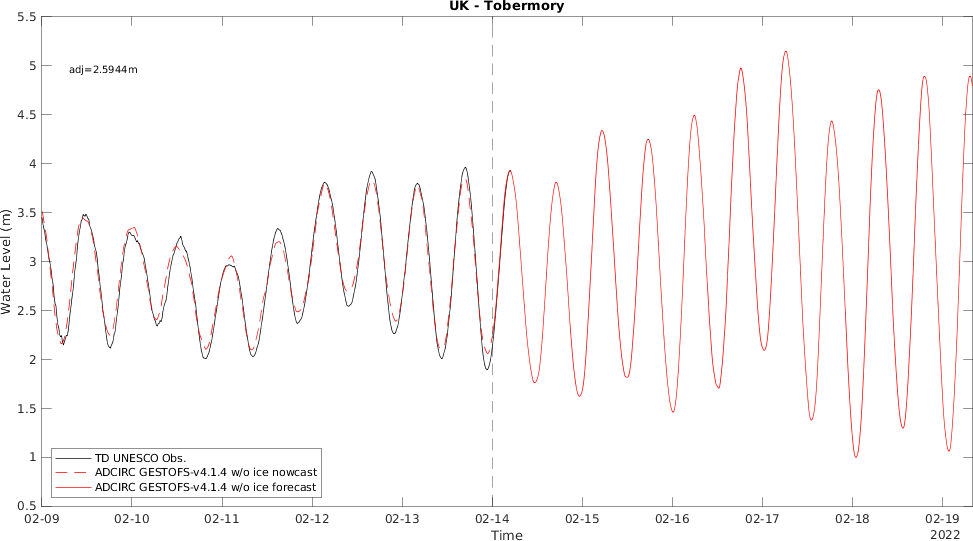 UK - Tobermory
5.5
5
4.5
4
3.5
3
2.5
2
1.5
1
0.5
Water Level (m)
adj=2.5944m
TD UNESCO Obs.
ADCIRC GESTOFS-v4.1.4 w/o ice nowcast
ADCIRC GESTOFS-v4.1.4 w/o ice forecast
02-09 02-10 02-11 02-12 02-13 02-14 02-15 02-16 02-17 02-18 02-19
2022
Time